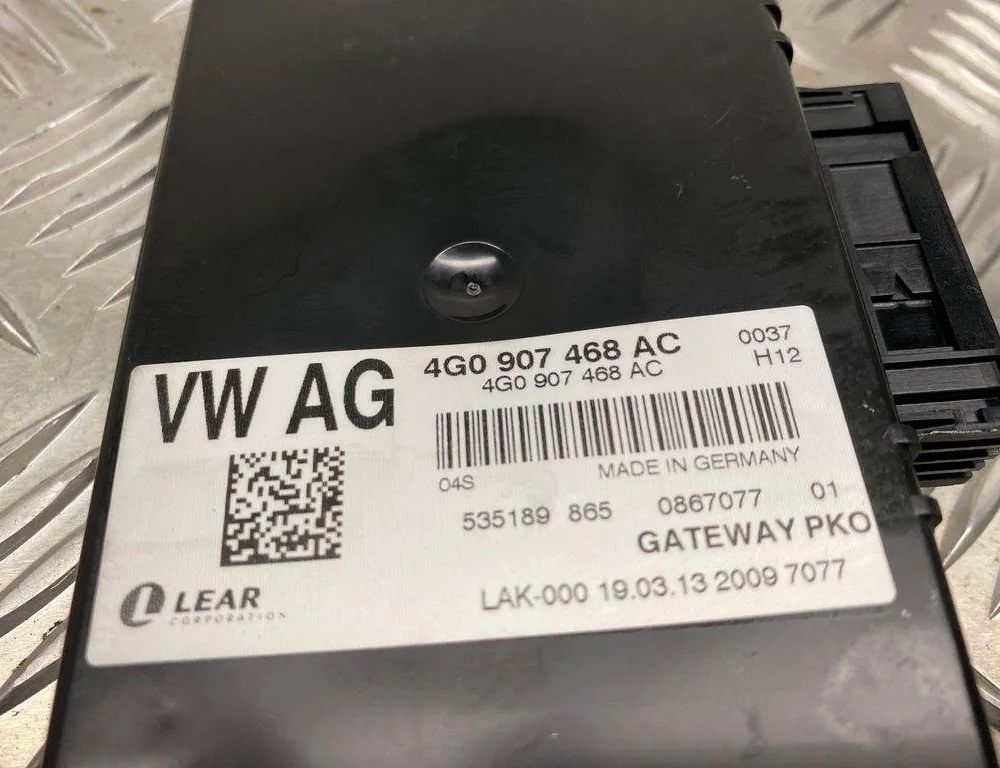 VW AG
4G0 907 468 AC
4G0 907 468 AC
0037
H12
04S
MADE IN GERMANY
535189 865 0867077 01
GATEWAY PKO
LAK-000 19.03.13 2009 7077
LEAR
CORPORATION